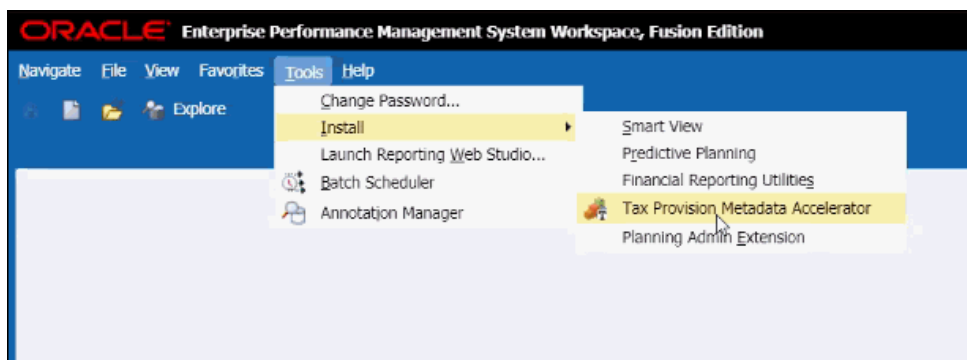 ORACLE Enterprise Performance Management System Workspace, Fusion Edition
Navigate File View Favorites Tools Help
Explore
Change Password...
Install
Launch Reporting Web Studio...
Batch Scheduler
Annotation Manager
Smart View
Predictive Planning
Financial Reporting Utilities
Tax Provision Metadata Accelerator
Planning Admin Extension